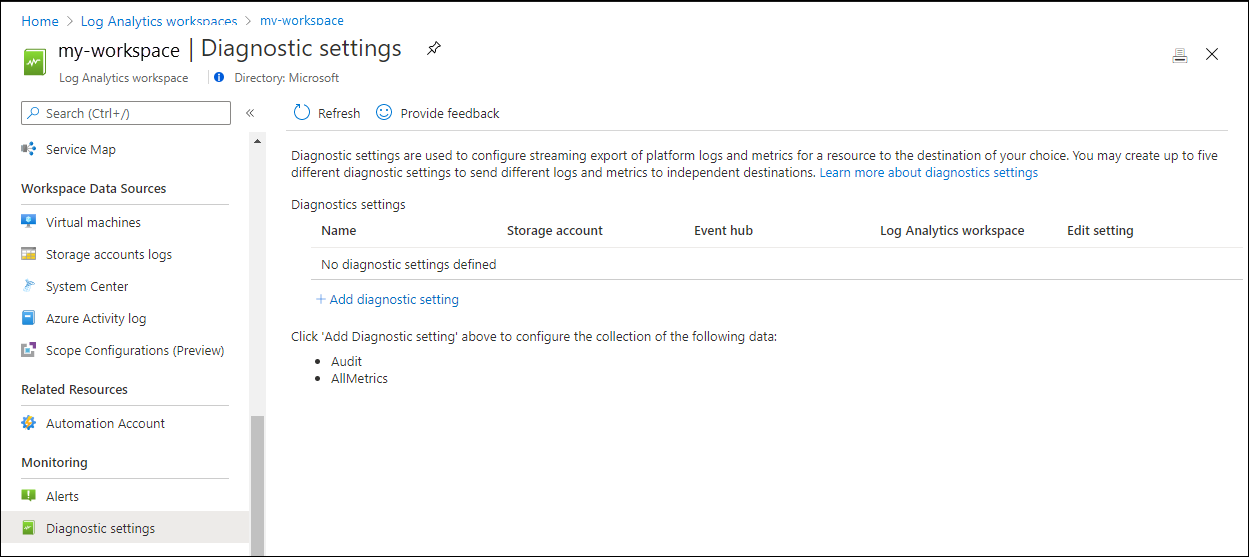 Home > Log Analytics workspaces > my-workspace
my-workspace | Diagnostic settings
Log Analytics workspace
Directory: Microsoft
Search (Ctrl+/)
«
Service Map
Workspace Data Sources
Virtual machines
Storage accounts logs
System Center
Azure Activity log
Scope Configurations (Preview)
Related Resources
Automation Account
Monitoring
Alerts
Diagnostic settings
Refresh
Provide feedback
Diagnostic settings are used to configure streaming export of platform logs and metrics for a resource to the destination of your choice. You may create up to five
different diagnostic settings to send different logs and metrics to independent destinations. Learn more about diagnostics settings
Diagnostics settings
Name Storage account Event hub Log Analytics workspace Edit setting
No diagnostic settings defined
+ Add diagnostic setting
Click 'Add Diagnostic setting' above to configure the collection of the following data:
• Audit
• AllMetrics